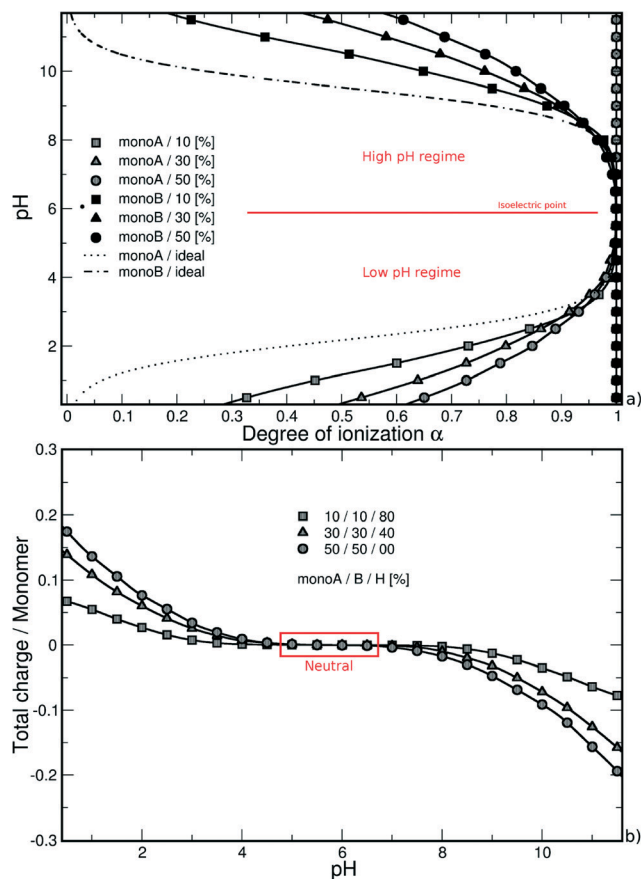 pH
10
8
6
4
2
monoA / 10 [%]
monoA / 30 [%]
monoA / 50 [%]
monoB / 10 [%]
monoB / 30 [%]
monoB / 50 [%]
monoA / ideal
monoB / ideal
High pH regime
Isoelectric point
Low pH regime
0 0.1 0.2 0.3 0.4 0.5 0.6 0.7 0.8 0.9 1
a)
Degree of ionization α
Total charge / Monomer
0.3
0.2
0.1
0
-0.1
-0.2
-0.3
10 / 10 / 80
30 / 30 / 40
50 / 50 / 00
monoA / B / H [%]
Neutral
b)
2 4 6 8 10
pH